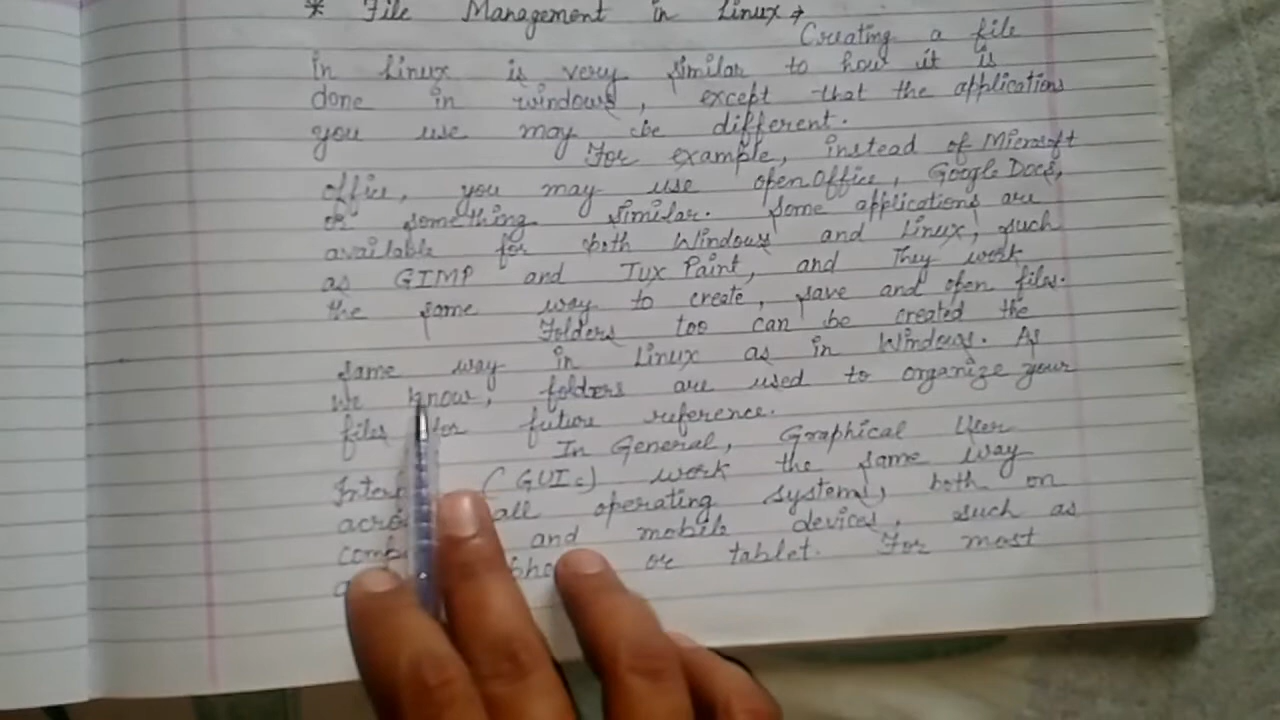 * File Management in Linux →
Creating a file
in Linux is very similar to how it is
done in windows, except that the applications
you use may be different.
For example, instead of Microsoft
office, you may use openOffice, Google Docs,
or something similar. Some applications are
available for both Windows and Linux, such
as GIMP and Tux Paint, and They work
the same way to create, save and open files.
Folders too can be created the
same way in Linux as in Windows. As
we know, folders are used to organize your
files for future reference.
In General, Graphical User
(GUIs) work the same way
all operating systems, both on
and mobile devices, such as
or tablet. For most